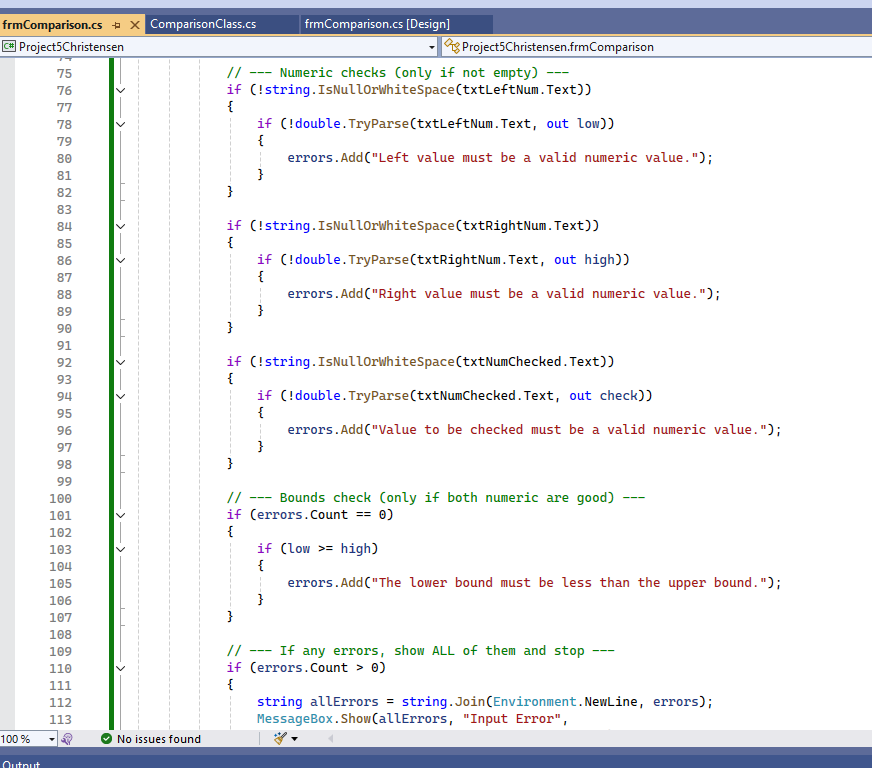 frmComparison.cs ComparisonClass.cs frmComparison.cs [Design]
C# Project5Christensen Project5Christensen.frmComparison
74
75 // --- Numeric checks (only if not empty) ---
76 if (!string.IsNullOrWhiteSpace(txtLeftNum.Text))
77 {
78 if (!double.TryParse(txtLeftNum.Text, out low))
79 {
80 errors.Add("Left value must be a valid numeric value.");
81 }
82 }
83
84 if (!string.IsNullOrWhiteSpace(txtRightNum.Text))
85 {
86 if (!double.TryParse(txtRightNum.Text, out high))
87 {
88 errors.Add("Right value must be a valid numeric value.");
89 }
90 }
91
92 if (!string.IsNullOrWhiteSpace(txtNumChecked.Text))
93 {
94 if (!double.TryParse(txtNumChecked.Text, out check))
95 {
96 errors.Add("Value to be checked must be a valid numeric value.");
97 }
98 }
99
100 // --- Bounds check (only if both numeric are good) ---
101 if (errors.Count == 0)
102 {
103 if (low >= high)
104 {
105 errors.Add("The lower bound must be less than the upper bound.");
106 }
107 }
108
109 // --- If any errors, show ALL of them and stop ---
110 if (errors.Count > 0)
111 {
112 string allErrors = string.Join(Environment.NewLine, errors);
113 MessageBox.Show(allErrors, "Input Error",
100 % No issues found
Output